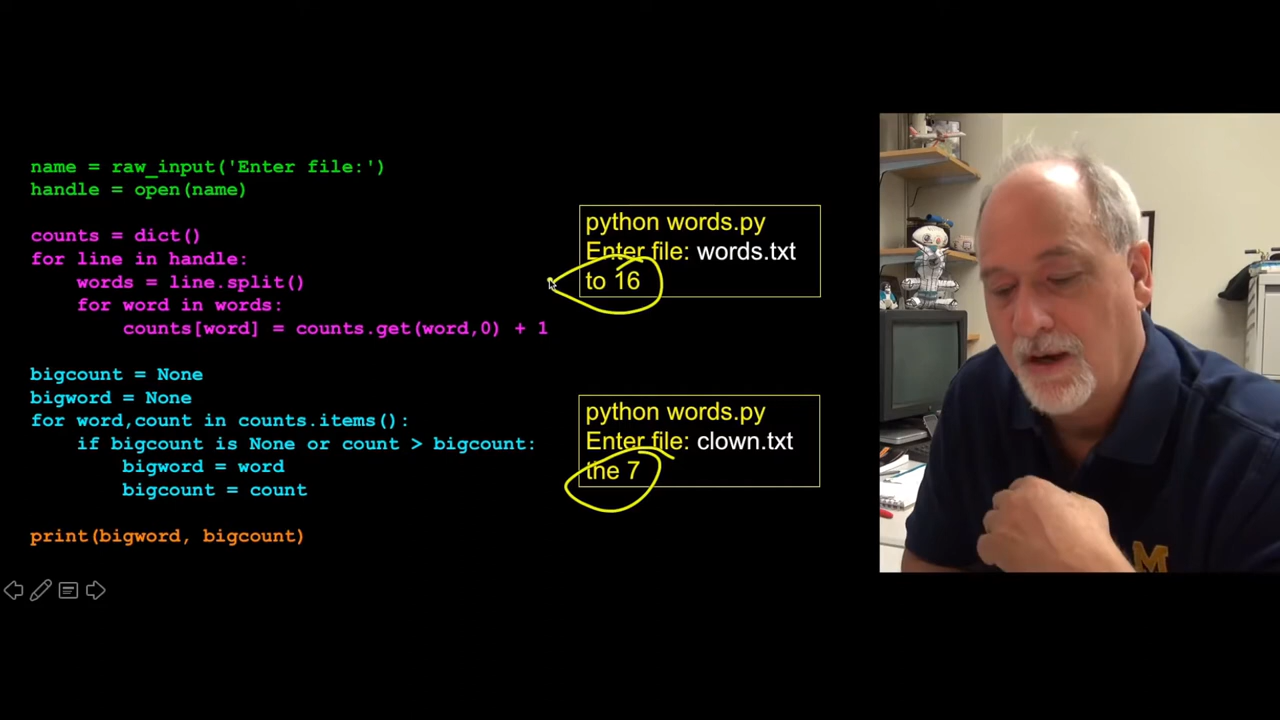 name = raw_input('Enter file:')
handle = open(name)
counts = dict()
for line in handle:
    words = line.split()
    for word in words:
        counts[word] = counts.get(word,0) + 1
bigcount = None
bigword = None
for word,count in counts.items():
    if bigcount is None or count > bigcount:
        bigword = word
        bigcount = count
print(bigword, bigcount)
python words.py
Enter file: words.txt
to 16
python words.py
Enter file: clown.txt
the 7
M